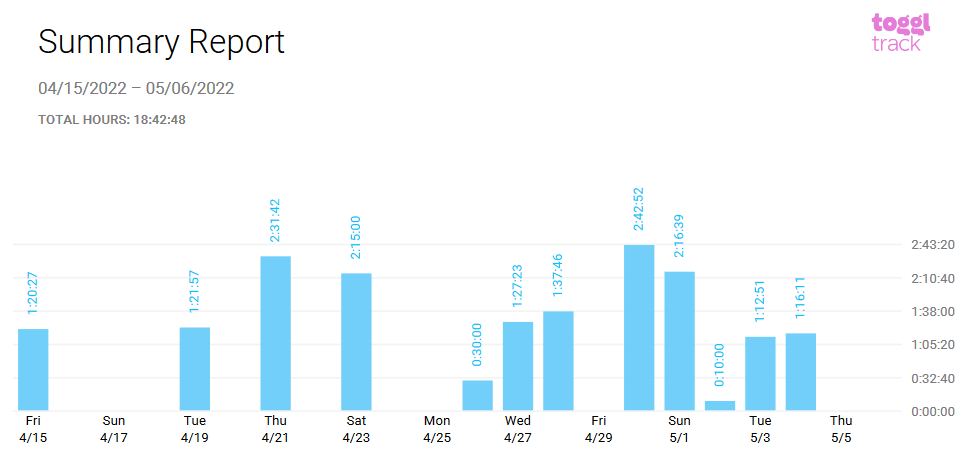 Summary Report
toggl
track
04/15/2022 – 05/06/2022
TOTAL HOURS: 18:42:48
1:20:27
1:21:57
2:31:42
2:15:00
0:30:00
1:27:23
1:37:46
2:42:52
2:16:39
0:10:00
1:12:51
1:16:11
2:43:20
2:10:40
1:38:00
1:05:20
0:32:40
0:00:00
Fri Sun Tue Thu Sat Mon Wed Fri Sun Tue Thu
4/15 4/17 4/19 4/21 4/23 4/25 4/27 4/29 5/1 5/3 5/5